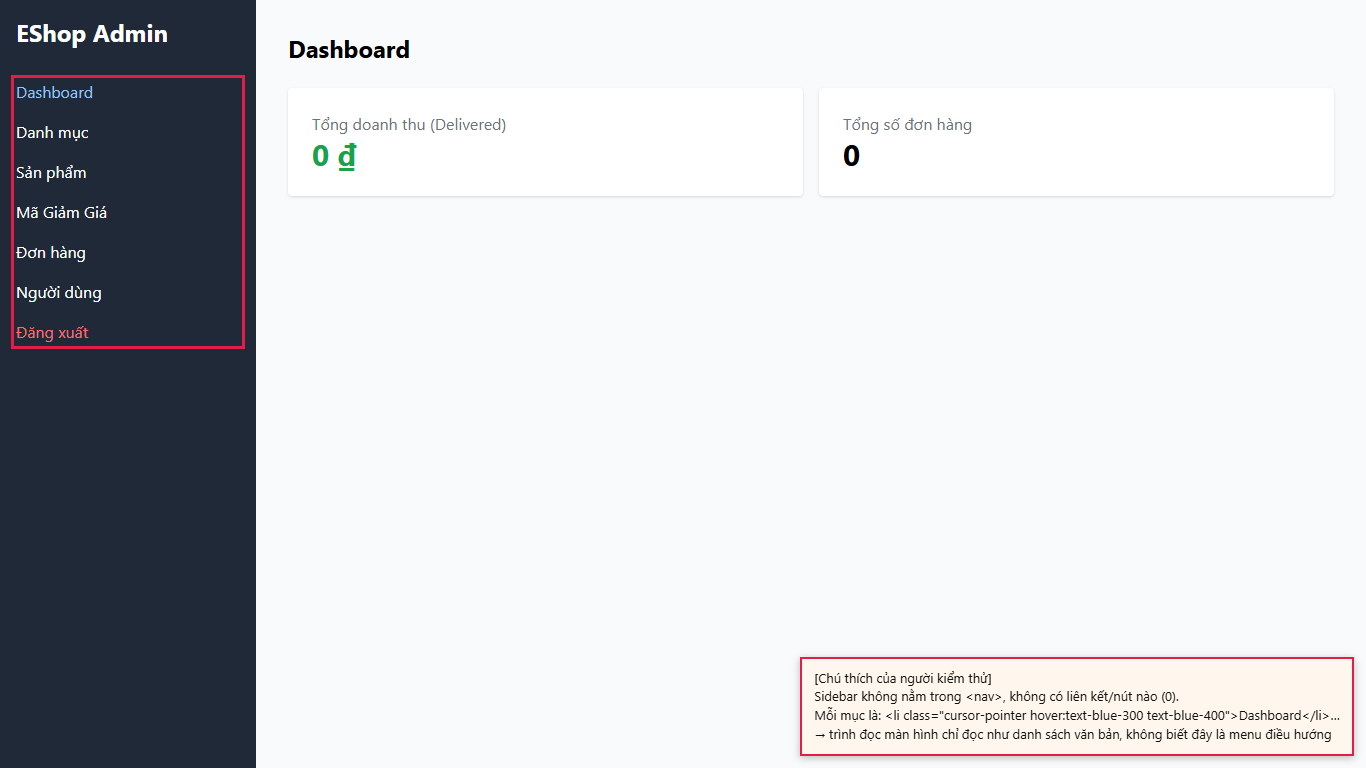 EShop Admin
Dashboard
Danh mục
Sản phẩm
Mã Giảm Giá
Đơn hàng
Người dùng
Đăng xuất
Dashboard
Tổng doanh thu (Delivered)
0 ₫
Tổng số đơn hàng
0
[Chú thích của người kiểm thử]
Sidebar không nằm trong <nav>, không có liên kết/nút nào (0).
Mỗi mục là: <li class="cursor-pointer hover:text-blue-300 text-blue-400">Dashboard</li>...
→ trình đọc màn hình chỉ đọc như danh sách văn bản, không biết đây là menu điều hướng